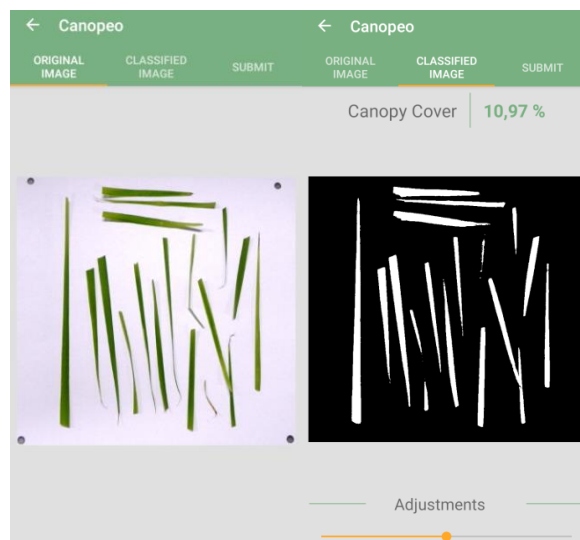 Canopeo
ORIGINAL
IMAGE
CLASSIFIED
IMAGE
SUBMIT
Canopeo
ORIGINAL
IMAGE
CLASSIFIED
IMAGE
SUBMIT
Canopy Cover 10,97 %
Adjustments